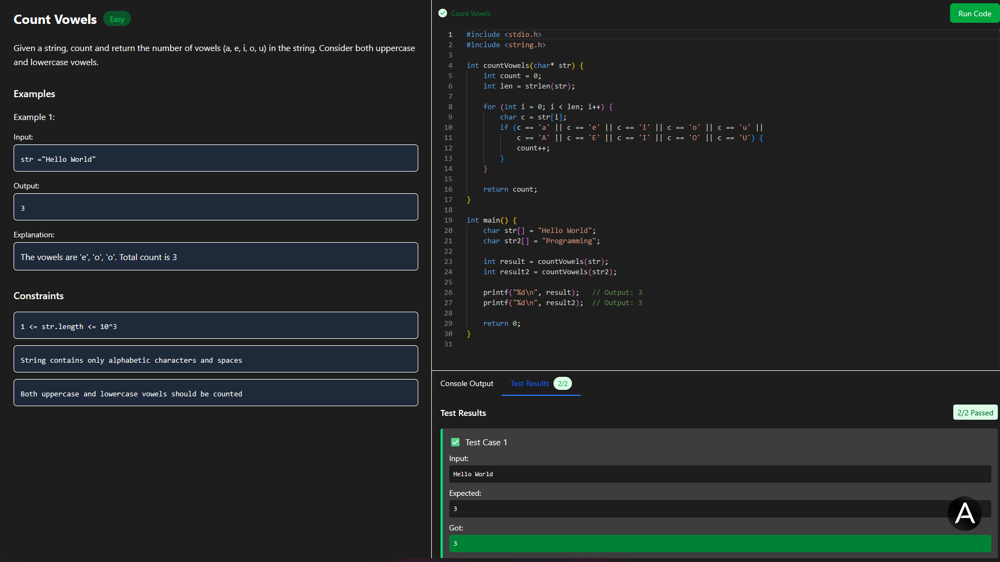 Count Vowels Easy
Given a string, count and return the number of vowels (a, e, i, o, u) in the string. Consider both uppercase
and lowercase vowels.
Examples
Example 1:
Input:
str ="Hello World"
Output:
3
Explanation:
The vowels are 'e', 'o', 'o'. Total count is 3
Constraints
1 <= str.length <= 10^3
String contains only alphabetic characters and spaces
Both uppercase and lowercase vowels should be counted
Count Vowels
Run Code
1 #include <stdio.h>
2 #include <string.h>
3
4 int countVowels(char* str) {
5     int count = 0;
6     int len = strlen(str);
7
8     for (int i = 0; i < len; i++) {
9         char c = str[i];
10         if (c == 'a' || c == 'e' || c == 'i' || c == 'o' || c == 'u' ||
11             c == 'A' || c == 'E' || c == 'I' || c == 'O' || c == 'U') {
12             count++;
13         }
14     }
15
16     return count;
17 }
18
19 int main() {
20     char str[] = "Hello World";
21     char str2[] = "Programming";
22
23     int result = countVowels(str);
24     int result2 = countVowels(str2);
25
26     printf("%d\n", result);   // Output: 3
27     printf("%d\n", result2);  // Output: 3
28
29     return 0;
30 }
31
Console Output Test Results 2/2
Test Results 2/2 Passed
Test Case 1
Input:
Hello World
Expected:
3
A
Got:
3